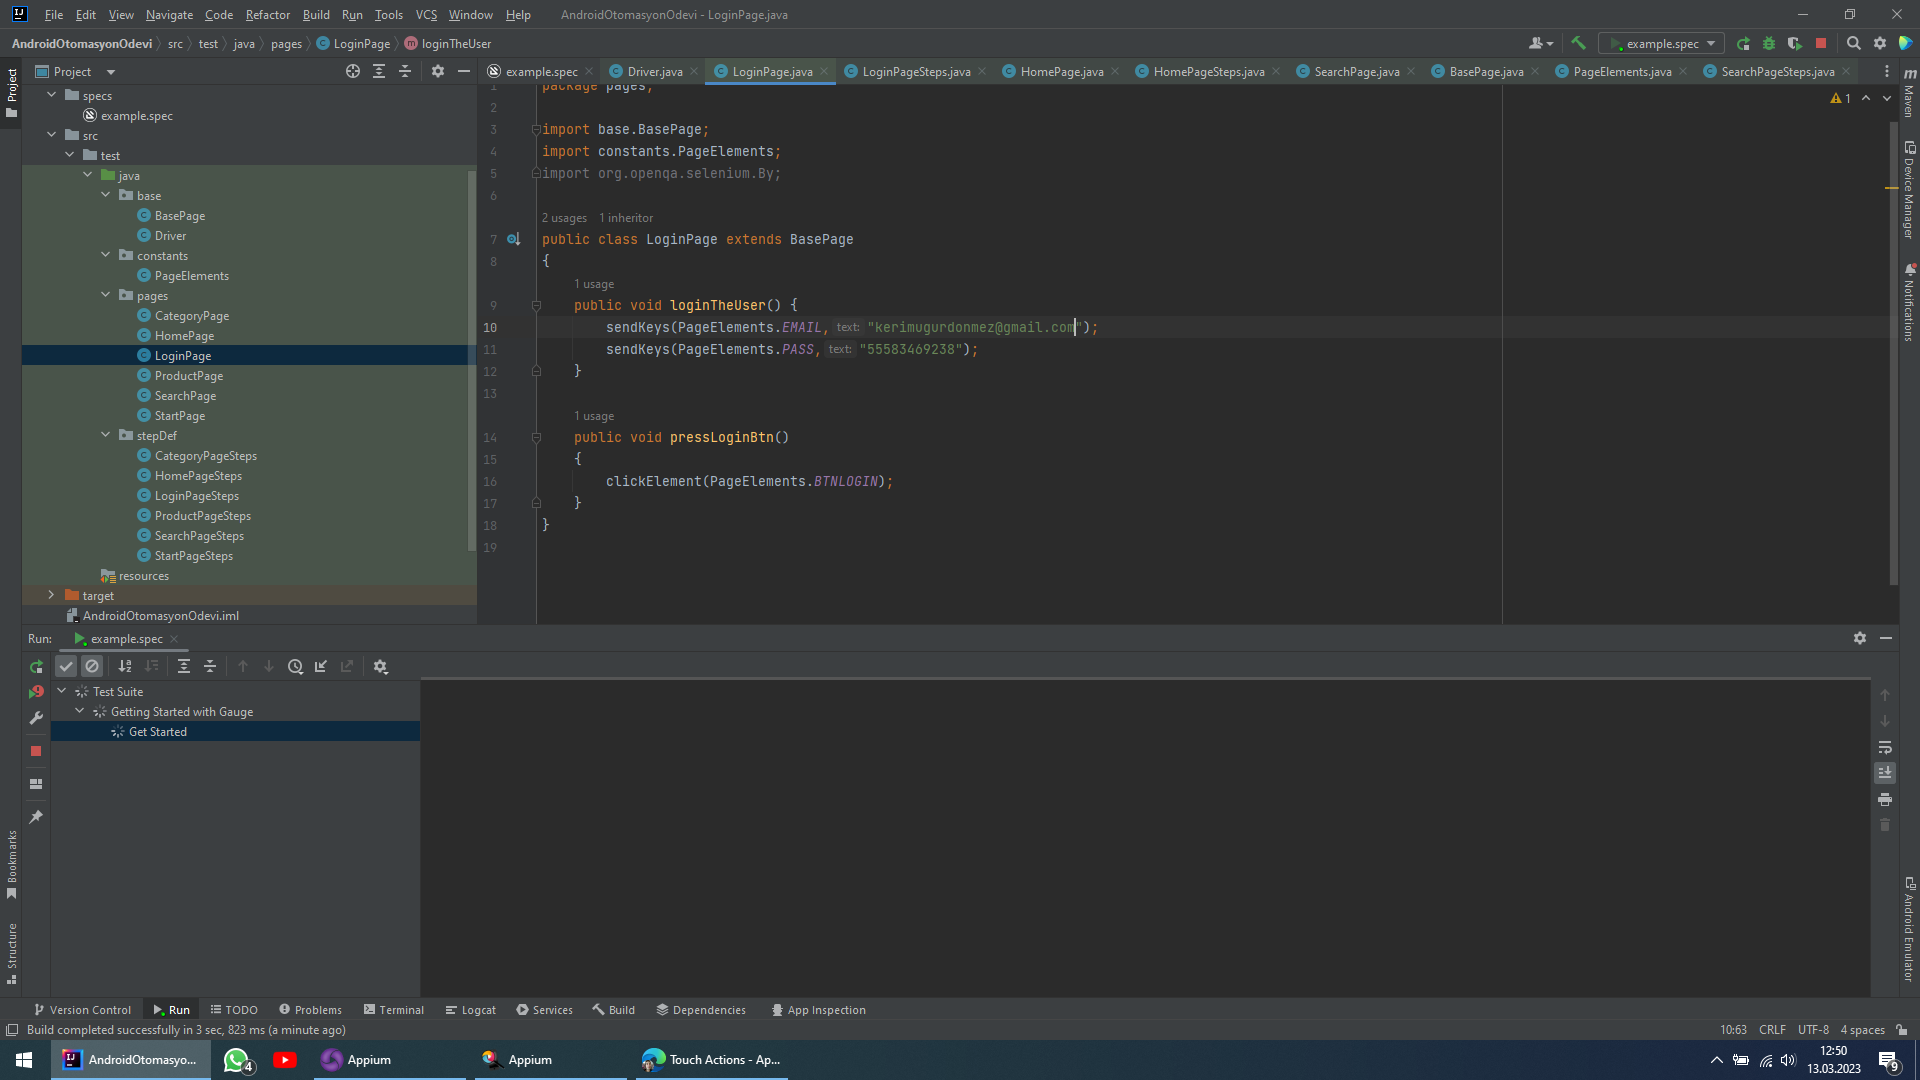 File Edit View Navigate Code Refactor Build Run Tools VCS Window Help AndroidOtomasyonOdevi - LoginPage.java
AndroidOtomasyonOdevi src test java pages LoginPage loginTheUser example.spec
Project
example.spec Driver.java LoginPage.java LoginPageSteps.java HomePage.java HomePageSteps.java SearchPage.java BasePage.java PageElements.java SearchPageSteps.java
specs
example.spec
src
test
java
base
BasePage
Driver
constants
PageElements
pages
CategoryPage
HomePage
LoginPage
ProductPage
SearchPage
StartPage
stepDef
CategoryPageSteps
HomePageSteps
LoginPageSteps
ProductPageSteps
SearchPageSteps
StartPageSteps
resources
target
AndroidOtomasyonOdevi.iml
1 package pages;
2
3 import base.BasePage;
4 import constants.PageElements;
5 import org.openqa.selenium.By;
6
2 usages 1 inheritor
7 public class LoginPage extends BasePage
8 {
1 usage
9 public void loginTheUser() {
10 sendKeys(PageElements.EMAIL, text: "kerimugurdonmez@gmail.com");
11 sendKeys(PageElements.PASS, text: "55583469238");
12 }
13
1 usage
14 public void pressLoginBtn()
15 {
16 clickElement(PageElements.BTNLOGIN);
17 }
18 }
19
1
Project
Bookmarks
Structure
m
Maven
Device Manager
Notifications
Android Emulator
Run: example.spec
Test Suite
Getting Started with Gauge
Get Started
Version Control Run TODO Problems Terminal Logcat Services Build Dependencies App Inspection
Build completed successfully in 3 sec, 823 ms (a minute ago) 10:63 CRLF UTF-8 4 spaces
AndroidOtomasyo... 4 Appium Appium Touch Actions - Ap...
12:50
13.03.2023
9